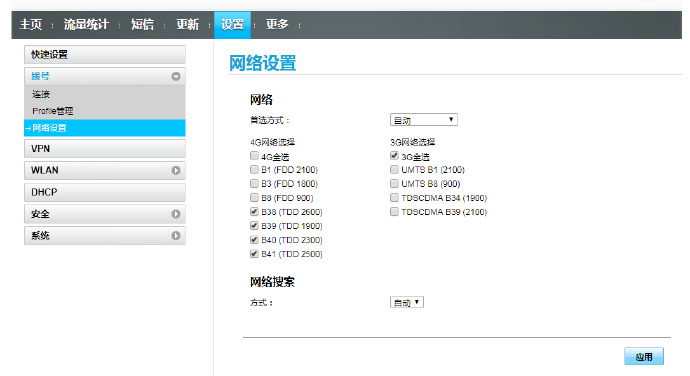 主页 : 流量统计 : 短信 : 更新 : 设置 : 更多 :
快速设置
拨号
连接
Profile管理
网络设置
VPN
WLAN
DHCP
安全
系统
网络设置
网络
首选方式： 自动
4G网络选择 3G网络选择
4G全选 3G全选
B1 (FDD 2100) UMTS B1 (2100)
B3 (FDD 1800) UMTS B8 (900)
B8 (FDD 900) TDSCDMA B34 (1900)
B38 (TDD 2600) TDSCDMA B39 (2100)
B39 (TDD 1900)
B40 (TDD 2300)
B41 (TDD 2500)
网络搜索
方式： 自动
应用